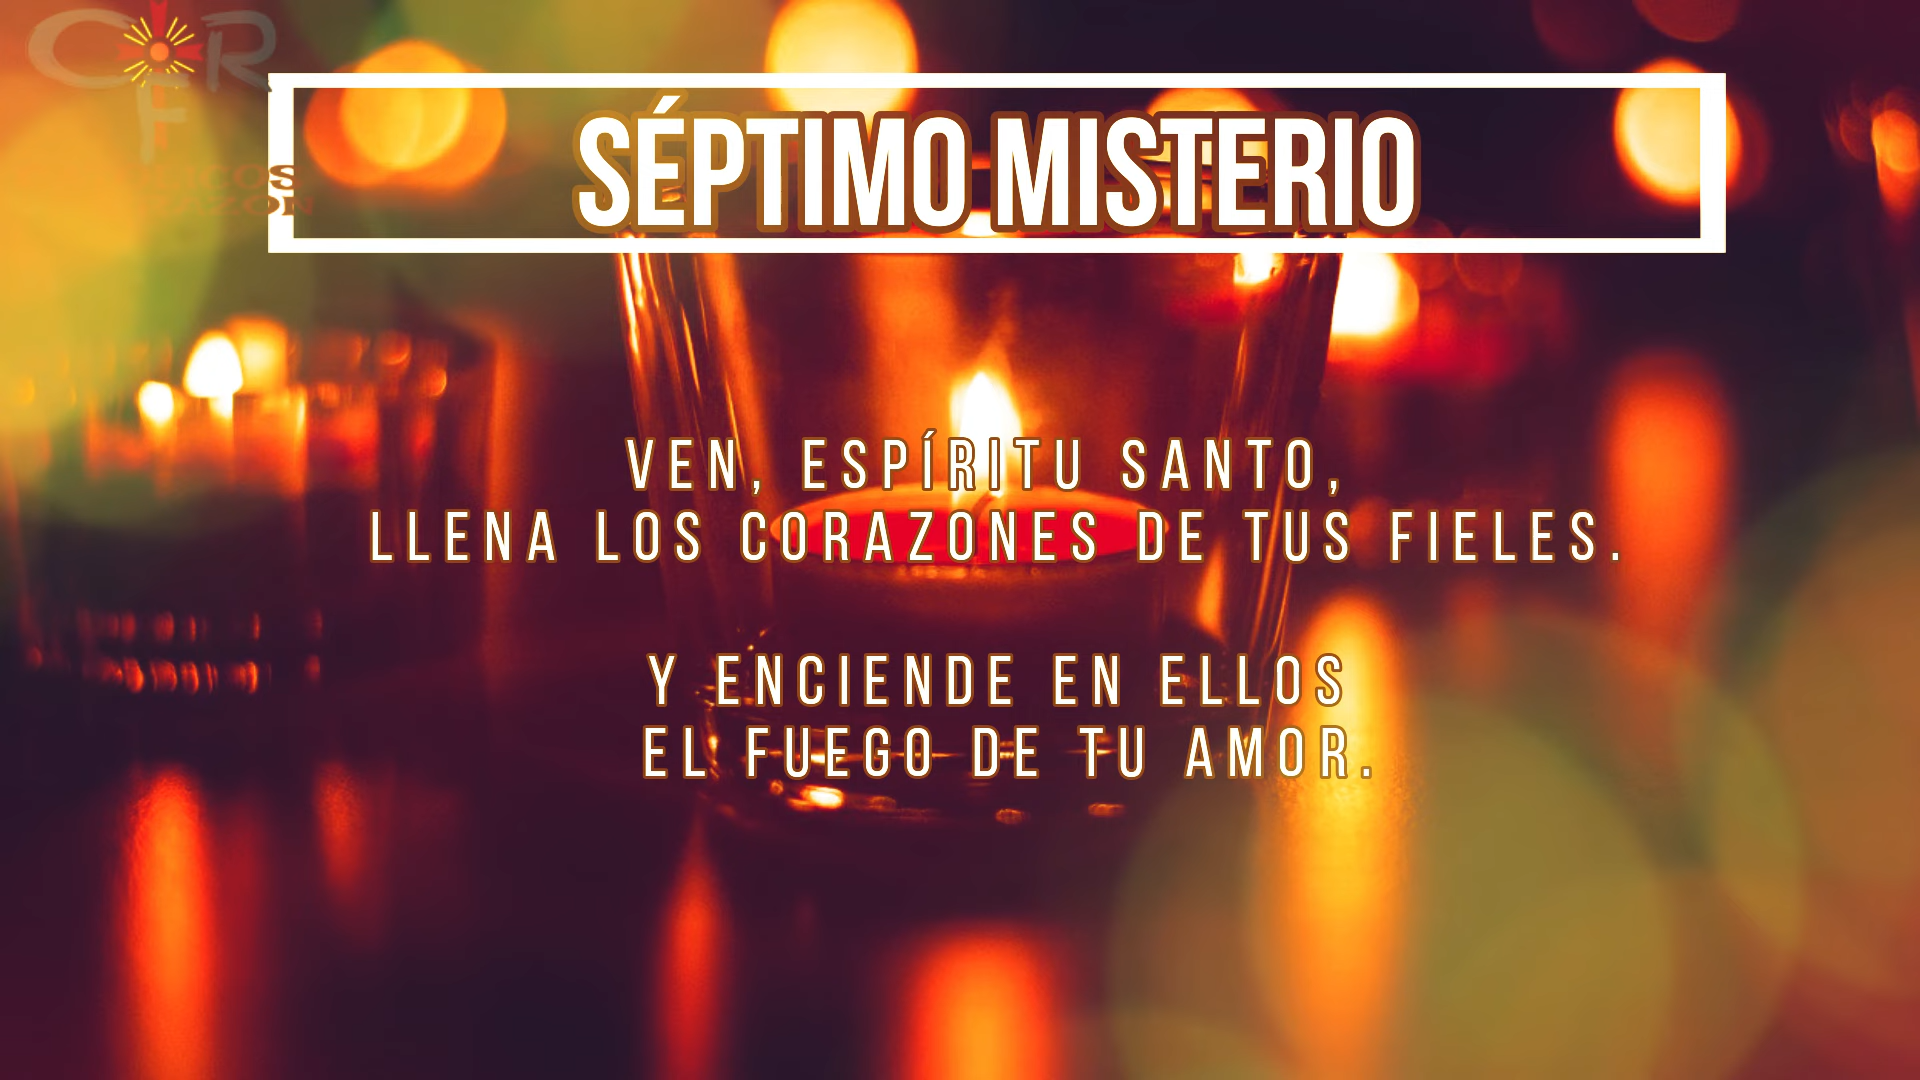 SÉPTIMO MISTERIO
VEN, ESPÍRITU SANTO,
LLENA LOS CORAZONES DE TUS FIELES.
Y ENCIENDE EN ELLOS
EL FUEGO DE TU AMOR.